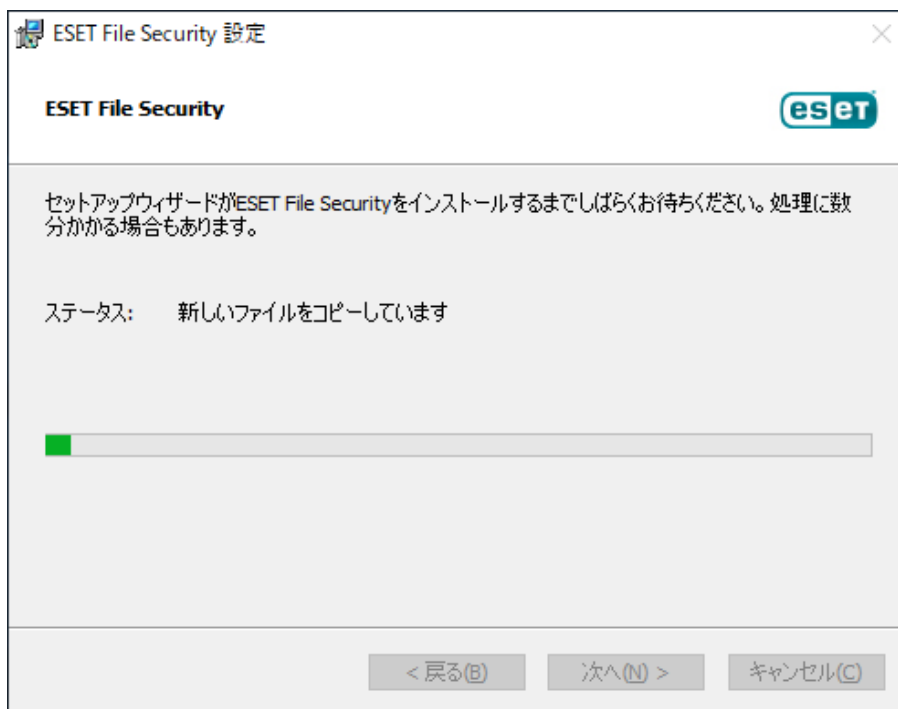 ESET File Security 設定
ESET File Security
eseT
セットアップウィザードがESET File Securityをインストールするまでしばらくお待ちください。処理に数
分かかる場合もあります。
ステータス: 新しいファイルをコピーしています
< 戻る(B) 次へ(N) > キャンセル(C)